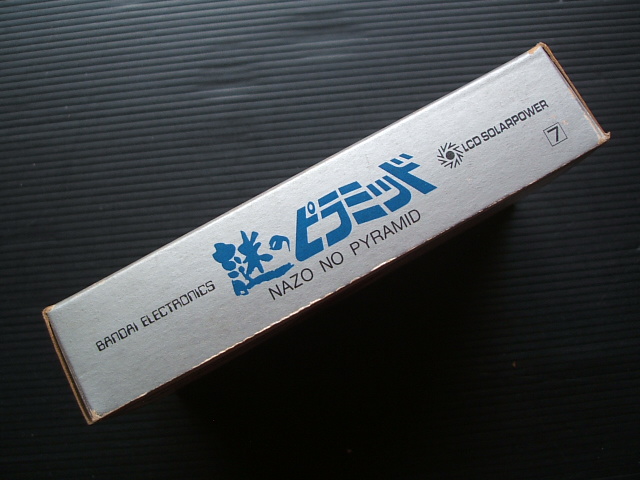 BANDAI ELECTRONICS
謎のピラミッド
NAZO NO PYRAMID
LCD SOLARPOWER
7